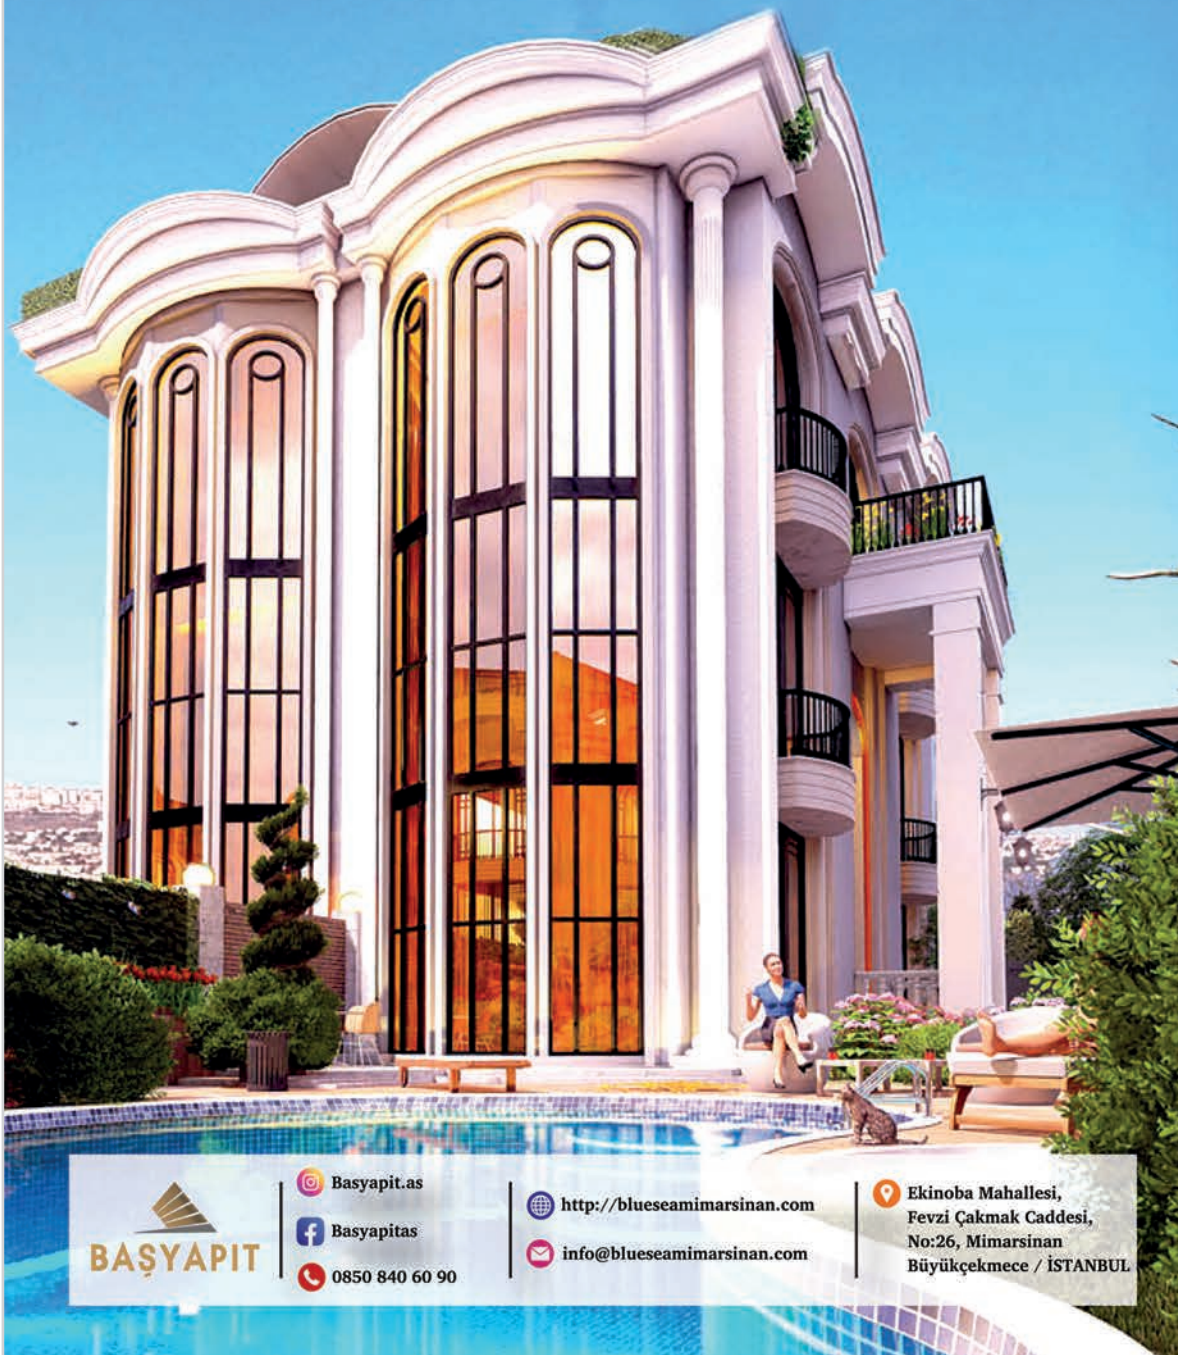 BAŞYAPIT
Basyapit.as
Basyapitas
0850 840 60 90
http://blueseamimarsinan.com
info@blueseamimarsinan.com
Ekinoba Mahallesi,
Fevzi Çakmak Caddesi,
No:26, Mimarsinan
Büyükçekmece / İSTANBUL